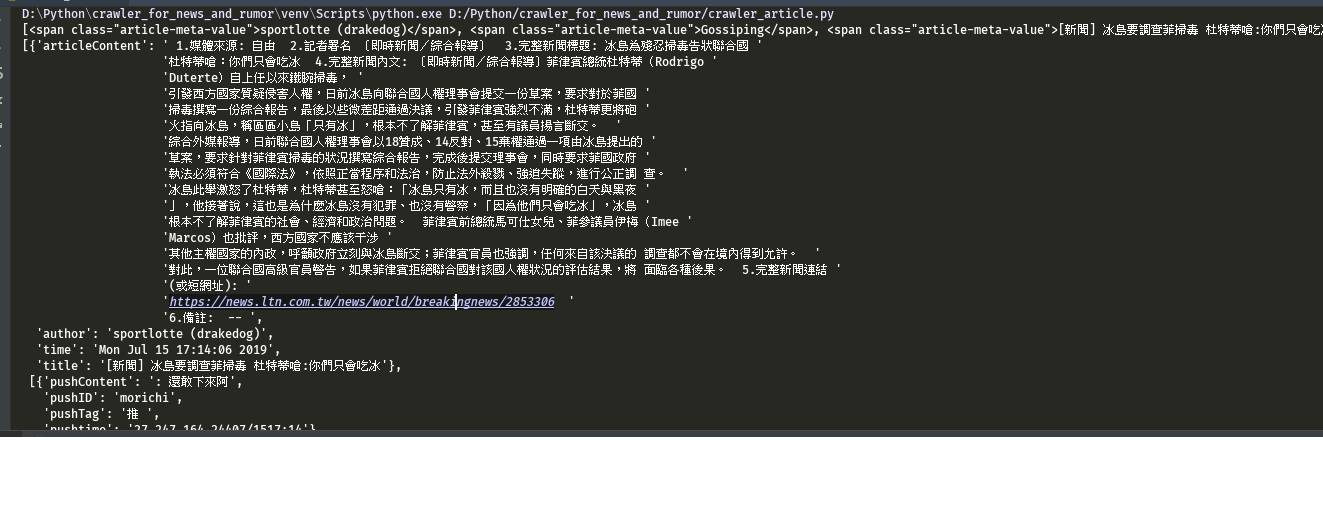 D:\Python\crawler_for_news_and_rumor\venv\Scripts\python.exe D:/Python/crawler_for_news_and_rumor/crawler_article.py
[<span class="article-meta-value">sportlotte (drakedog)</span>, <span class="article-meta-value">Gossiping</span>, <span class="article-meta-value">[新聞] 冰島要調查菲掃毒 杜特蒂嗆:你們只會吃冰
[{'articleContent': ' 1.媒體來源: 自由  2.記者署名 〔即時新聞／綜合報導〕  3.完整新聞標題: 冰島為殘忍掃毒告狀聯合國 '
'杜特蒂嗆：你們只會吃冰  4.完整新聞內文: 〔即時新聞／綜合報導〕菲律賓總統杜特蒂（Rodrigo '
'Duterte）自上任以來鐵腕掃毒， '
'引發西方國家質疑侵害人權，日前冰島向聯合國人權理事會提交一份草案，要求對於菲國 '
'掃毒撰寫一份綜合報告，最後以些微差距通過決議，引發菲律賓強烈不滿，杜特蒂更將砲 '
'火指向冰島，稱區區小島「只有冰」，根本不了解菲律賓，甚至有議員揚言斷交。  '
'綜合外媒報導，日前聯合國人權理事會以18贊成、14反對、15棄權通過一項由冰島提出的 '
'草案，要求針對菲律賓掃毒的狀況撰寫綜合報告，完成後提交理事會，同時要求菲國政府 '
'執法必須符合《國際法》，依照正當程序和法治，防止法外殺戮、強迫失蹤，進行公正調 查。  '
'冰島此舉激怒了杜特蒂，杜特蒂甚至怒嗆：「冰島只有冰，而且也沒有明確的白天與黑夜 '
'」，他接著說，這也是為什麼冰島沒有犯罪、也沒有警察，「因為他們只會吃冰」，冰島 '
'根本不了解菲律賓的社會、經濟和政治問題。  菲律賓前總統馬可仕女兒、菲參議員伊梅（Imee '
'Marcos）也批評，西方國家不應該干涉 '
'其他主權國家的內政，呼籲政府立刻與冰島斷交；菲律賓官員也強調，任何來自該決議的 調查都不會在境內得到允許。  '
'對此，一位聯合國高級官員警告，如果菲律賓拒絕聯合國對該國人權狀況的評估結果，將 面臨各種後果。  5.完整新聞連結 '
'(或短網址): '
'https://news.ltn.com.tw/news/world/breakingnews/2853306  '
'6.備註:  -- ',
'author': 'sportlotte (drakedog)',
'time': 'Mon Jul 15 17:14:06 2019',
'title': '[新聞] 冰島要調查菲掃毒 杜特蒂嗆:你們只會吃冰'},
[{'pushContent': ': 還敢下來阿',
'pushID': 'morichi',
'pushTag': '推 ',
'pushtime': '27.247.164.24407/1517:14'}